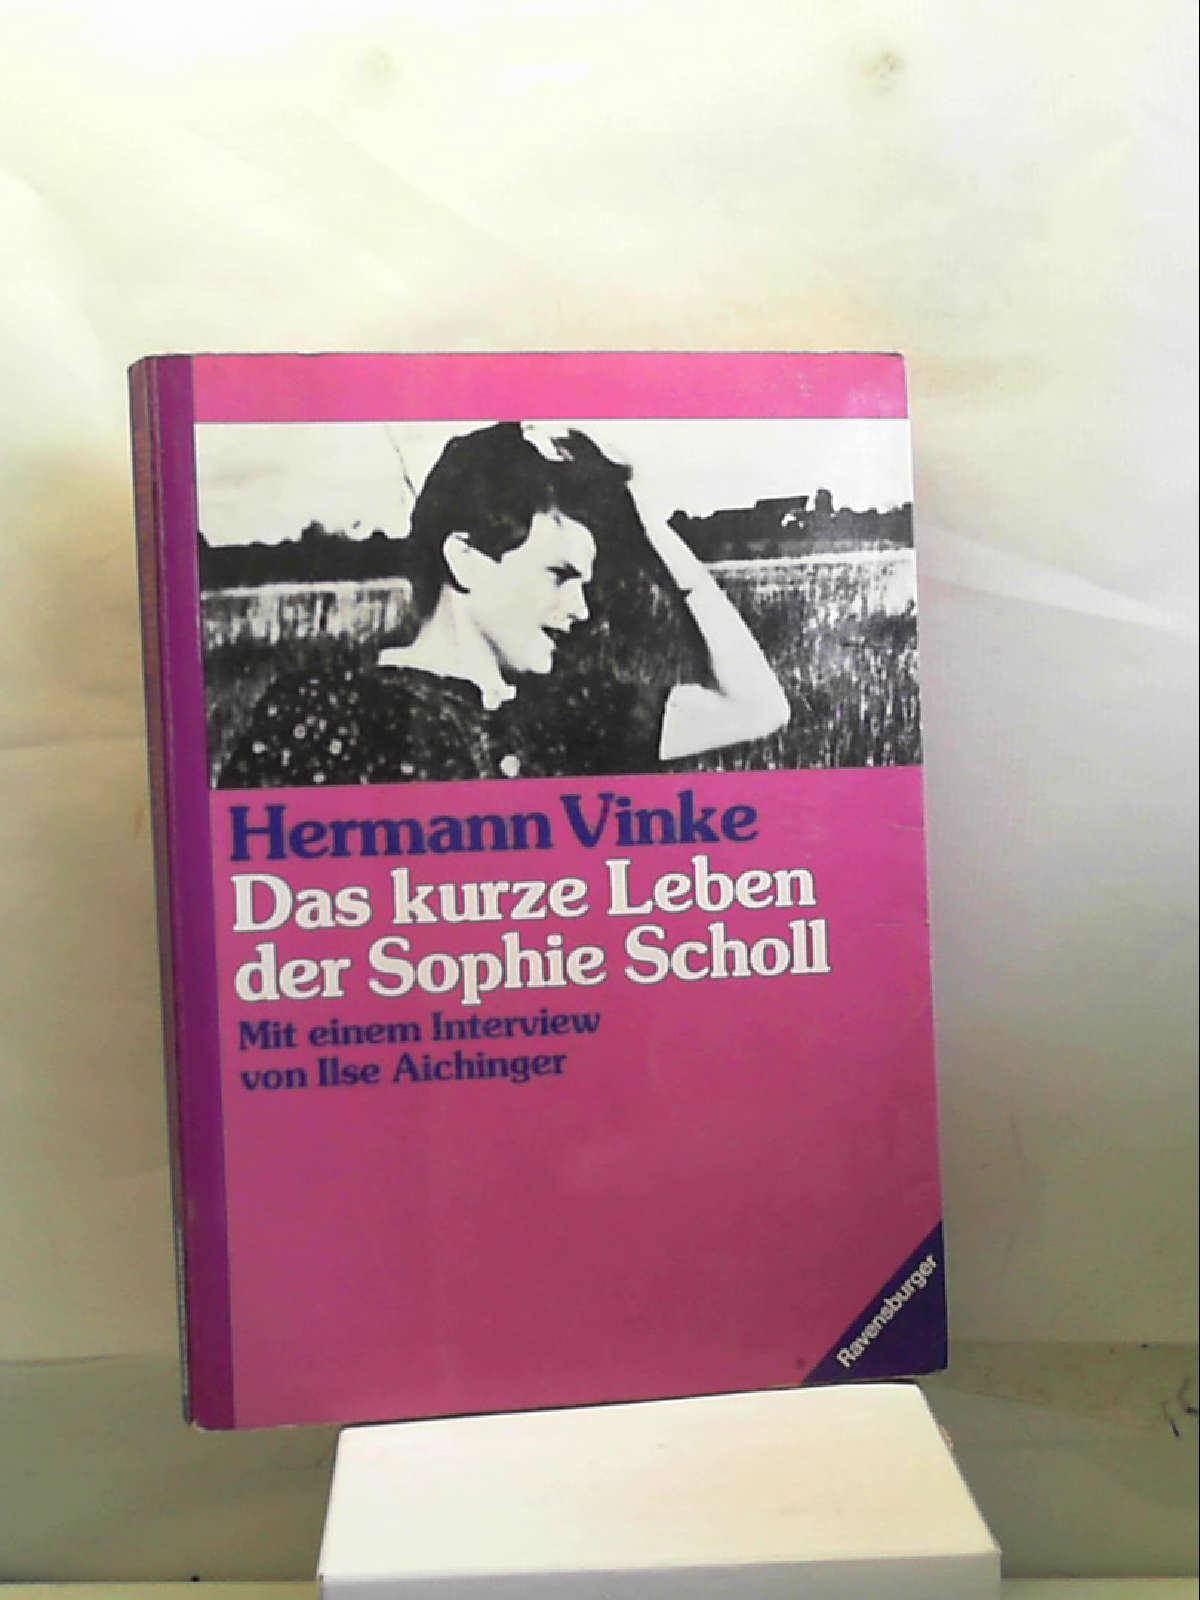 Hermann Vinke
Das kurze Leben
der Sophie Scholl
Mit einem Interview
von Ilse Aichinger
Ravensburger